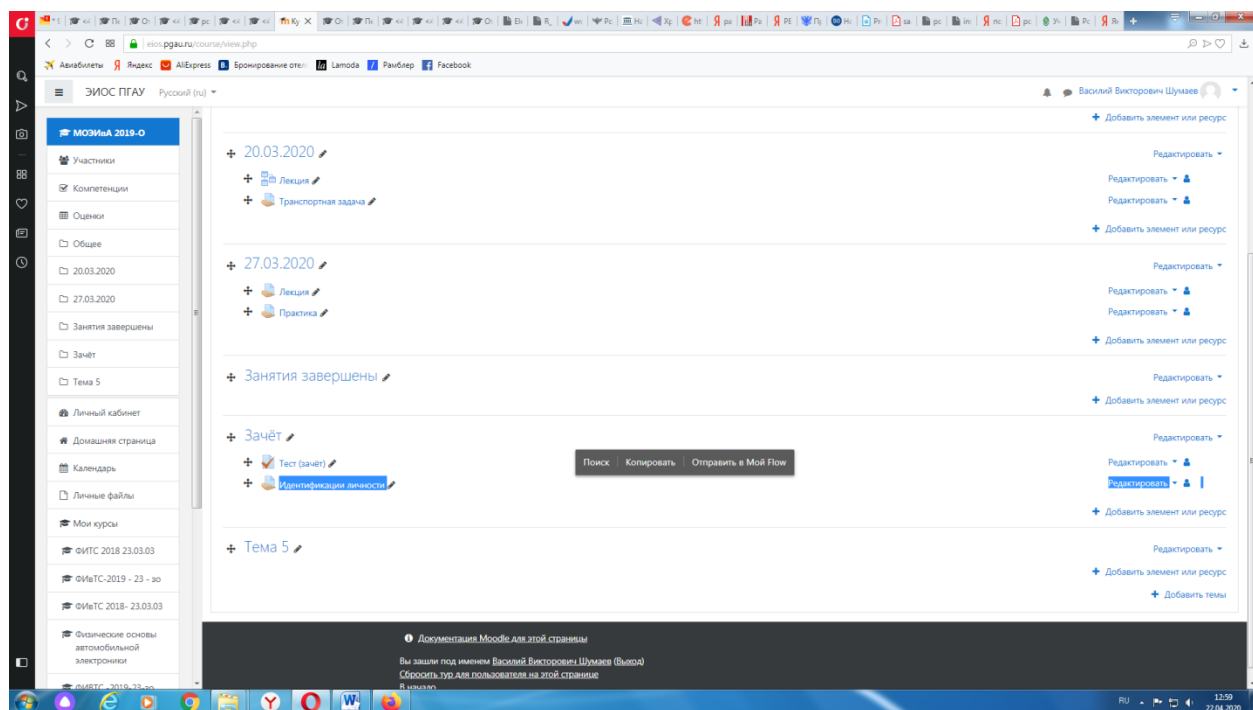 eios.pgau.ru/course/view.php
Авиабилеты Яндекс AliExpress Бронирование отел Lamoda Рамблер Facebook
ЭИОС ПГАУ Русский (ru)
Василий Викторович Шумаев
МОЭИвА 2019-О
Участники
Компетенции
Оценки
Общее
20.03.2020
27.03.2020
Занятия завершены
Зачёт
Тема 5
Личный кабинет
Домашняя страница
Календарь
Личные файлы
Мои курсы
ФИТС 2018 23.03.03
ФИвТС-2019 - 23 - зо
ФИвТС 2018- 23.03.03
Физические основы
автомобильной
электроники
Добавить элемент или ресурс
20.03.2020 Редактировать
Лекция Редактировать
Транспортная задача Редактировать
Добавить элемент или ресурс
27.03.2020 Редактировать
Лекция Редактировать
Практика Редактировать
Добавить элемент или ресурс
Занятия завершены Редактировать
Добавить элемент или ресурс
Зачёт Редактировать
Тест (зачёт) Редактировать
Поиск Копировать Отправить в Мой Flow
Идентификации личности Редактировать
Добавить элемент или ресурс
Тема 5 Редактировать
Добавить элемент или ресурс
Добавить темы
Документация Moodle для этой страницы
Вы зашли под именем Василий Викторович Шумаев (Выход)
Сбросить тур для пользователя на этой странице
В начало
RU 12:59
22.04.2020